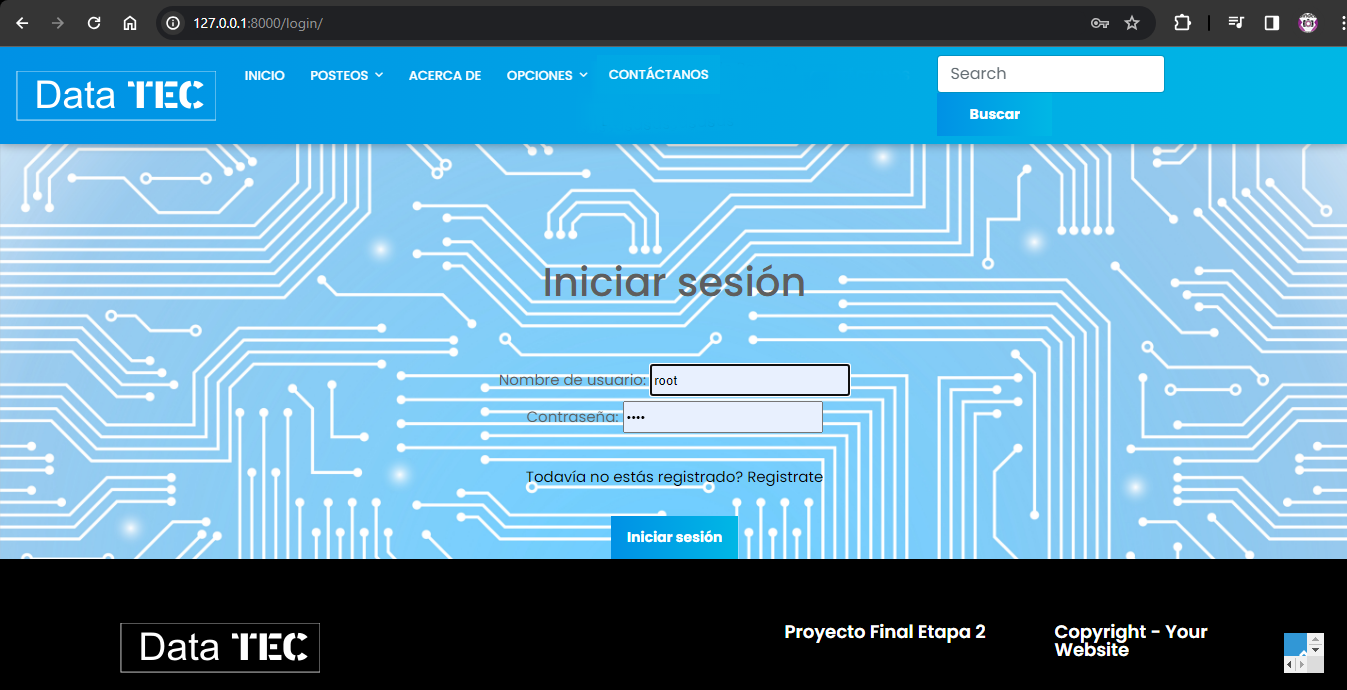 127.0.0.1:8000/login/
Data TEC
INICIO POSTEOS ACERCA DE OPCIONES CONTÁCTANOS
Search
Buscar
Iniciar sesión
Nombre de usuario: root
Contraseña: ••••
Todavía no estás registrado? Registrate
Iniciar sesión
Data TEC
Proyecto Final Etapa 2
Copyright - Your
Website